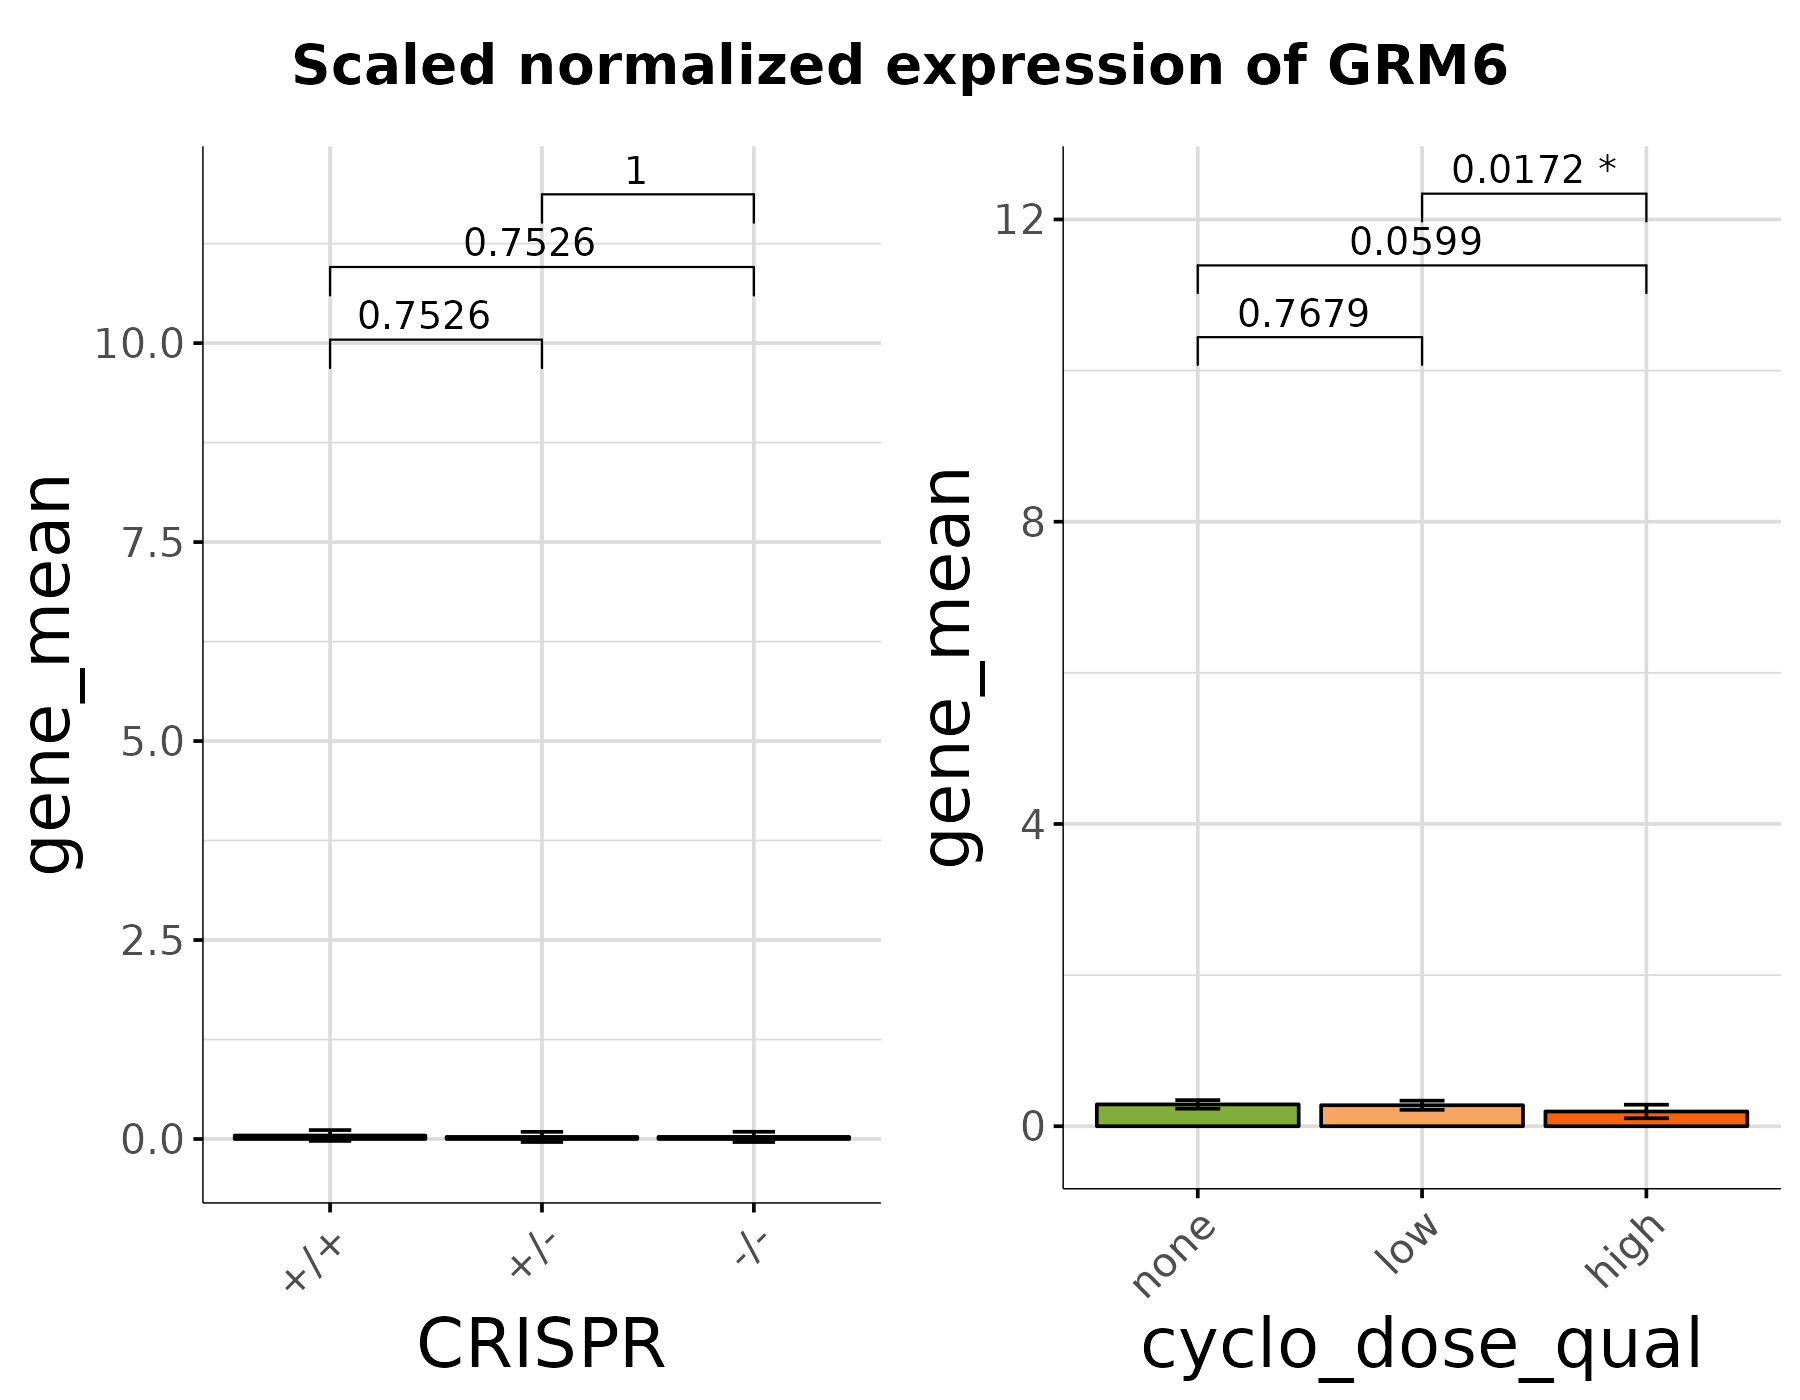 Scaled normalized expression of GRM6
1
0.7526
0.7526
10.0
7.5
5.0
2.5
0.0
gene_mean
+/+
+/-
-/-
CRISPR
0.0172 *
0.0599
0.7679
12
8
4
0
gene_mean
none
low
high
cyclo_dose_qual